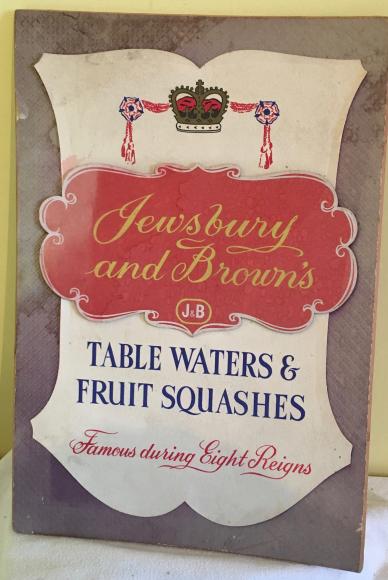 Jewsbury
and Brown's
J&B
TABLE WATERS &
FRUIT SQUASHES
Famous during Eight Reigns